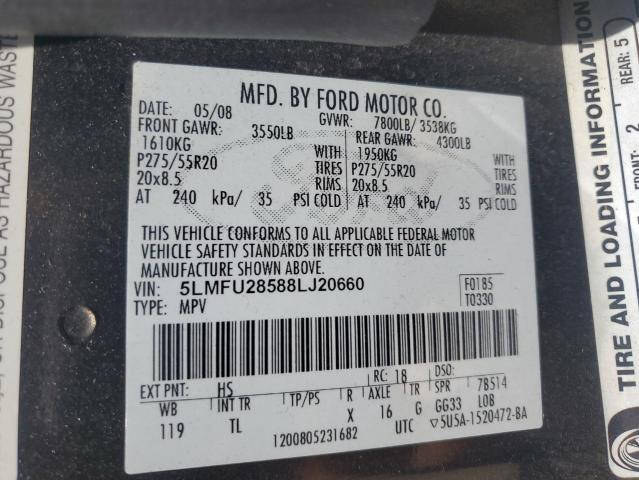 MFD. BY FORD MOTOR CO.
DATE: 05/08 GVWR: 7800LB/ 3538KG
FRONT GAWR: 3550LB REAR GAWR: 4300LB
1610KG WITH 1950KG WITH
P275/55R20 TIRES P275/55R20 TIRES
20x8.5 RIMS 20x8.5 RIMS
AT 240 kPa/ 35 PSI COLD AT 240 kPa/ 35 PSI COLD
THIS VEHICLE CONFORMS TO ALL APPLICABLE FEDERAL MOTOR
VEHICLE SAFETY STANDARDS IN EFFECT ON THE DATE OF
MANUFACTURE SHOWN ABOVE.
VIN: 5LMFU28588LJ20660 F0185
TYPE: MPV T0330
EXT PNT: HS RC: 18 DSO:
WB INT TR TP/PS R AXLE TR SPR 7B514
119 TL X 16 G GG33 LOB
1200805231682 UTC ▽5U5A-1520472-BA
AS HAZARDOUS WASTE
TIRE AND LOADING INFORMATION
FRONT: 2 REAR: 5